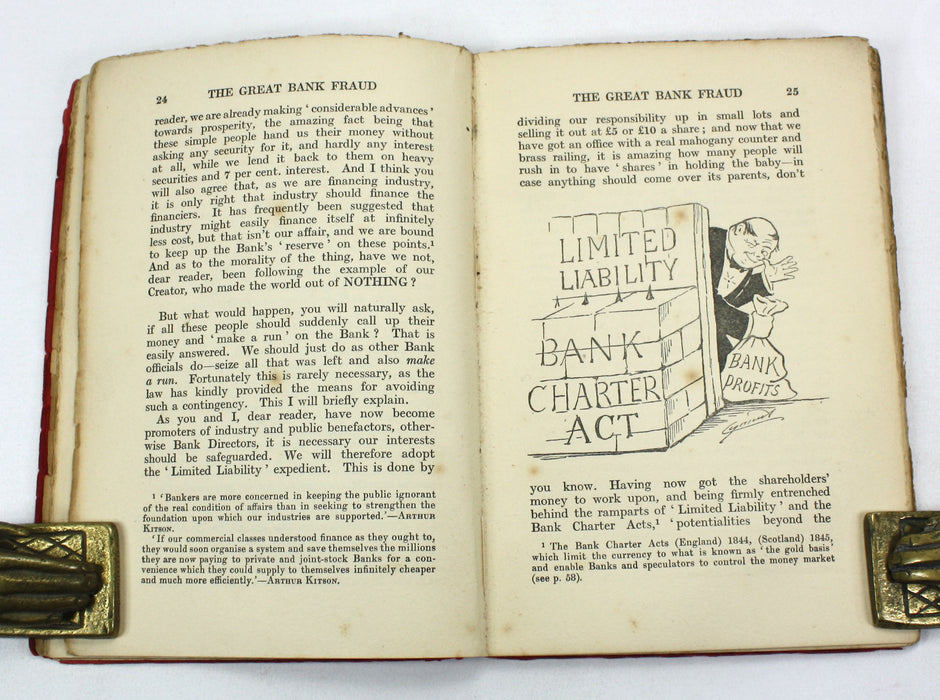 24 THE GREAT BANK FRAUD
reader, we are already making ‘ considerable advances ’
towards prosperity, the amazing fact being that
these simple people hand us their money without
asking any security for it, and hardly any interest
at all, while we lend it back to them on heavy
securities and 7 per cent. interest. And I think you
will also agree that, as we are financing industry,
it is only right that industry should finance the
financiers. It has frequently been suggested that
industry might easily finance itself at infinitely
less cost, but that isn't our affair, and we are bound
to keep up the Bank's ‘ reserve ’ on these points.¹
And as to the morality of the thing, have we not,
dear reader, been following the example of our
Creator, who made the world out of NOTHING ?
But what would happen, you will naturally ask,
if all these people should suddenly call up their
money and ‘ make a run ’ on the Bank ? That is
easily answered. We should just do as other Bank
officials do—seize all that was left and also make
a run. Fortunately this is rarely necessary, as the
law has kindly provided the means for avoiding
such a contingency. This I will briefly explain.
As you and I, dear reader, have now become
promoters of industry and public benefactors, other-
wise Bank Directors, it is necessary our interests
should be safeguarded. We will therefore adopt
the ‘ Limited Liability ’ expedient. This is done by
¹ ‘ Bankers are more concerned in keeping the public ignorant
of the real condition of affairs than in seeking to strengthen the
foundation upon which our industries are supported.’—ARTHUR
KITSON.
‘ If our commercial classes understood finance as they ought to,
they would soon organise a system and save themselves the millions
they are now paying to private and joint-stock Banks for a con-
venience which they could supply to themselves infinitely cheaper
and much more efficiently.’—ARTHUR KITSON.
THE GREAT BANK FRAUD 25
dividing our responsibility up in small lots and
selling it out at £5 or £10 a share ; and now that we
have got an office with a real mahogany counter and
brass railing, it is amazing how many people will
rush in to have ‘ shares ’ in holding the baby—in
case anything should come over its parents, don't
LIMITED
LIABILITY
BANK
CHARTER
ACT
BANK
PROFITS
you know. Having now got the shareholders'
money to work upon, and being firmly entrenched
behind the ramparts of ‘ Limited Liability ’ and the
Bank Charter Acts,¹ ‘ potentialities beyond the
¹ The Bank Charter Acts (England) 1844, (Scotland) 1845,
which limit the currency to what is known as ‘ the gold basis ’
and enable Banks and speculators to control the money market
(see p. 58).